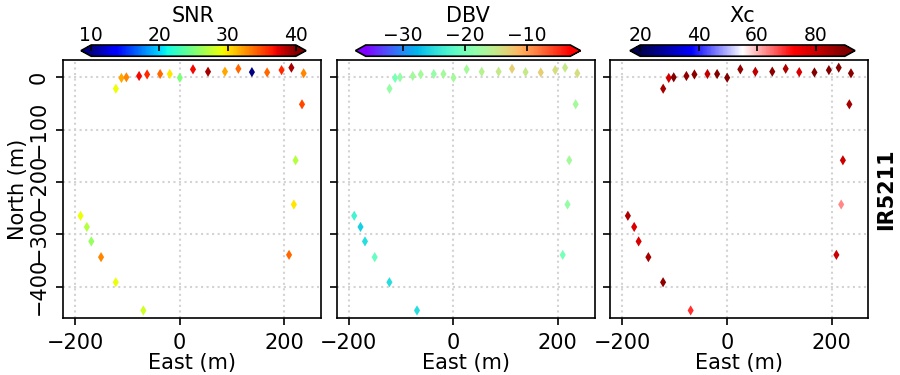 SNR DBV Xc
10 20 30 40 −30 −20 −10 20 40 60 80
0
−100
−200
−300
−400
North (m)
IR5211
−200 0 200 −200 0 200 −200 0 200
East (m) East (m) East (m)